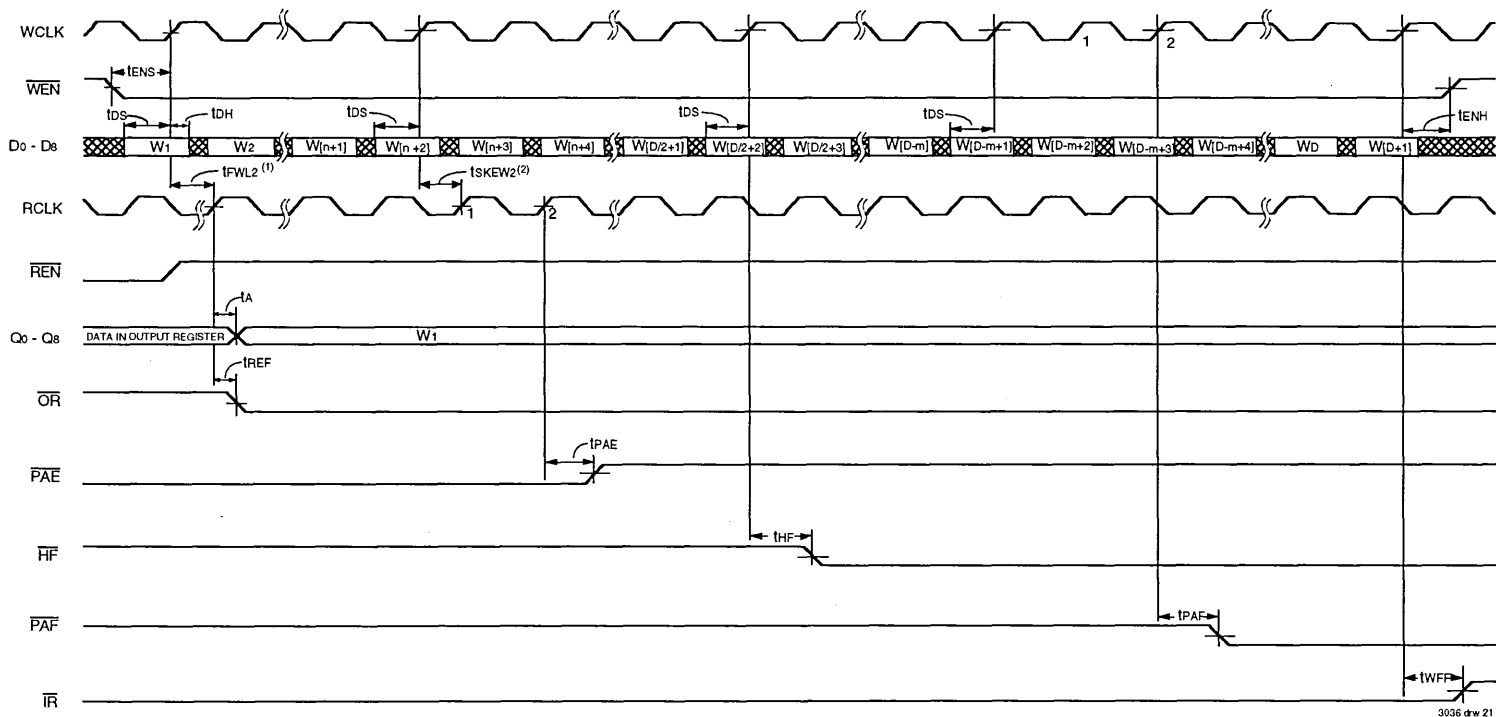 WCLK 1 2
WEN tENS
tDS tDH tDS tDS tDS tENH
D0 - D8 W1 W2 W[n+1] W[n +2] W[n+3] W[n+4] W[D/2+1] W[D/2+2] W[D/2+3] W[D-m] W[D-m+1] W[D-m+2] W[D-m+3] W[D-m+4] WD W[D+1]
tFWL2 (1) tSKEW2(2)
RCLK 1 2
REN
tA
Q0 - Q8 DATA IN OUTPUT REGISTER W1
tREF
OR
tPAE
PAE
tHF
HF
tPAF
PAF
tWFF
IR
3036 drw 21